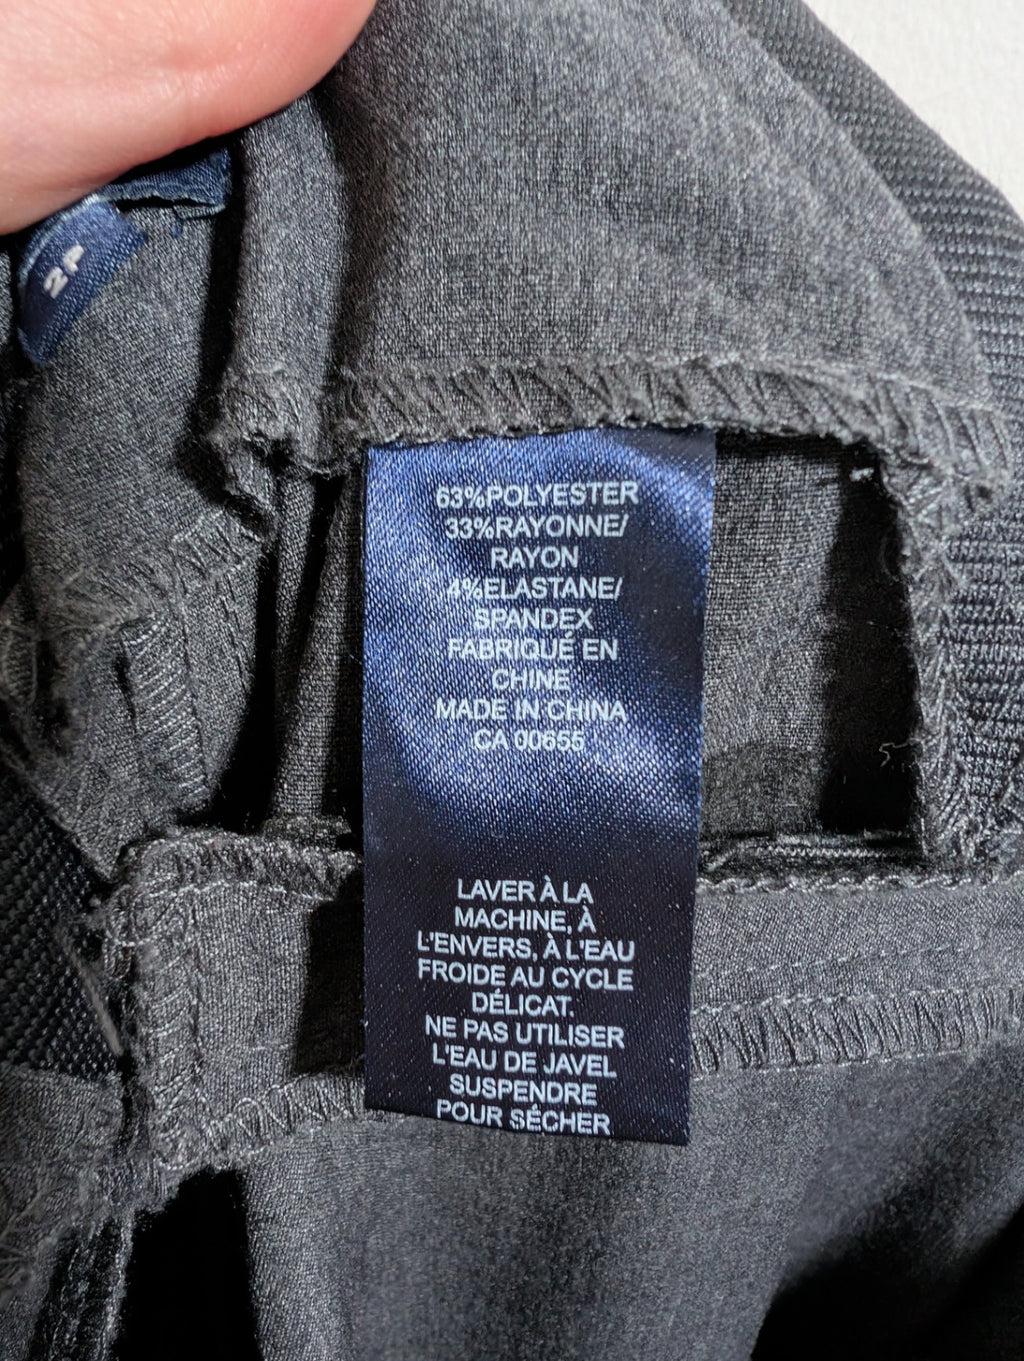 2P
63%POLYESTER
33%RAYONNE/
RAYON
4%ELASTANE/
SPANDEX
FABRIQUÉ EN
CHINE
MADE IN CHINA
CA 00655
LAVER À LA
MACHINE, À
L'ENVERS, À L'EAU
FROIDE AU CYCLE
DÉLICAT.
NE PAS UTILISER
L'EAU DE JAVEL
SUSPENDRE
POUR SÉCHER